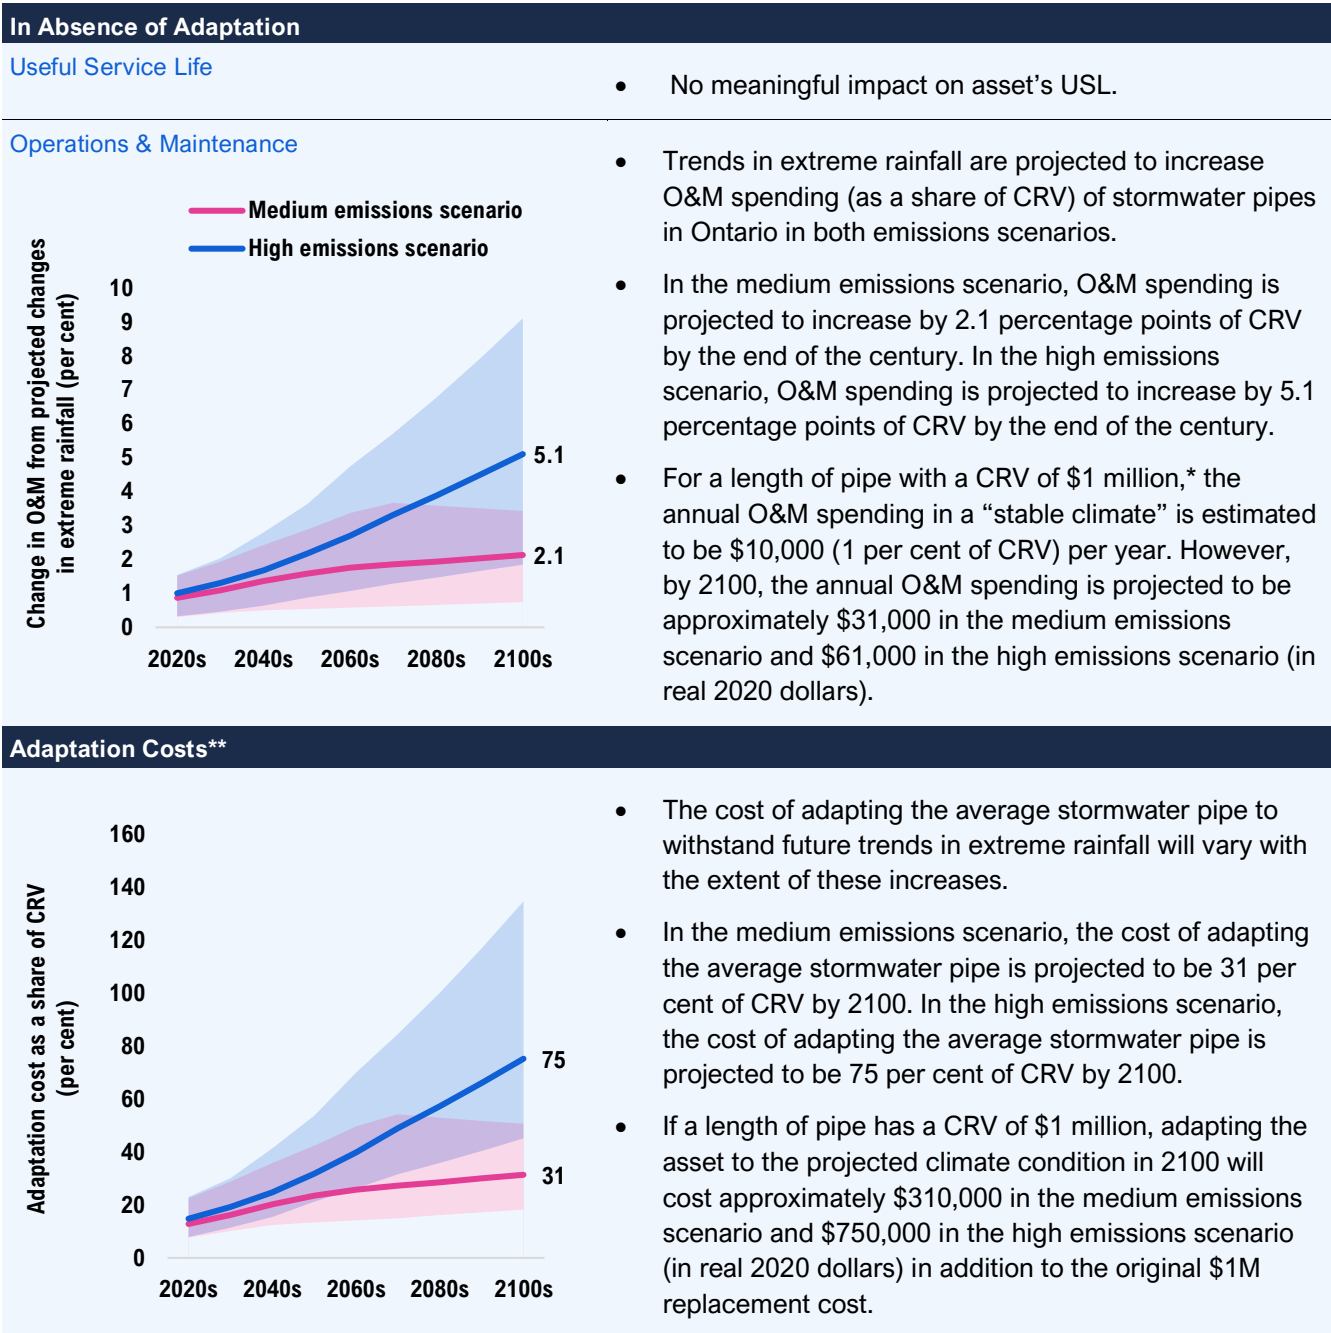 In Absence of Adaptation
Useful Service Life
• No meaningful impact on asset’s USL.
Operations & Maintenance
Medium emissions scenario
High emissions scenario
Change in O&M from projected changes
in extreme rainfall (per cent)
10
9
8
7
6
5
4
3
2
1
0
5.1
2.1
2020s 2040s 2060s 2080s 2100s
• Trends in extreme rainfall are projected to increase
O&M spending (as a share of CRV) of stormwater pipes
in Ontario in both emissions scenarios.
• In the medium emissions scenario, O&M spending is
projected to increase by 2.1 percentage points of CRV
by the end of the century. In the high emissions
scenario, O&M spending is projected to increase by 5.1
percentage points of CRV by the end of the century.
• For a length of pipe with a CRV of $1 million,* the
annual O&M spending in a “stable climate” is estimated
to be $10,000 (1 per cent of CRV) per year. However,
by 2100, the annual O&M spending is projected to be
approximately $31,000 in the medium emissions
scenario and $61,000 in the high emissions scenario (in
real 2020 dollars).
Adaptation Costs**
Adaptation cost as a share of CRV
(per cent)
160
140
120
100
80
60
40
20
0
75
31
2020s 2040s 2060s 2080s 2100s
• The cost of adapting the average stormwater pipe to
withstand future trends in extreme rainfall will vary with
the extent of these increases.
• In the medium emissions scenario, the cost of adapting
the average stormwater pipe is projected to be 31 per
cent of CRV by 2100. In the high emissions scenario,
the cost of adapting the average stormwater pipe is
projected to be 75 per cent of CRV by 2100.
• If a length of pipe has a CRV of $1 million, adapting the
asset to the projected climate condition in 2100 will
cost approximately $310,000 in the medium emissions
scenario and $750,000 in the high emissions scenario
(in real 2020 dollars) in addition to the original $1M
replacement cost.